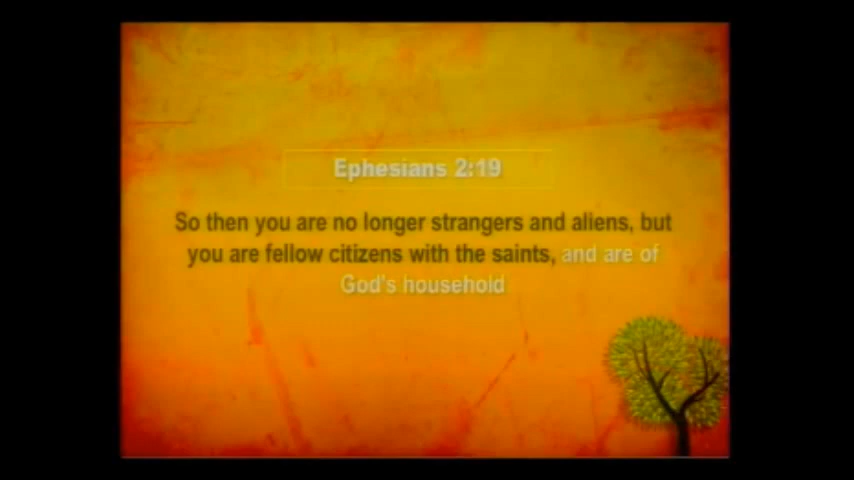 Ephesians 2:19
So then you are no longer strangers and aliens, but
you are fellow citizens with the saints, and are of
God's household